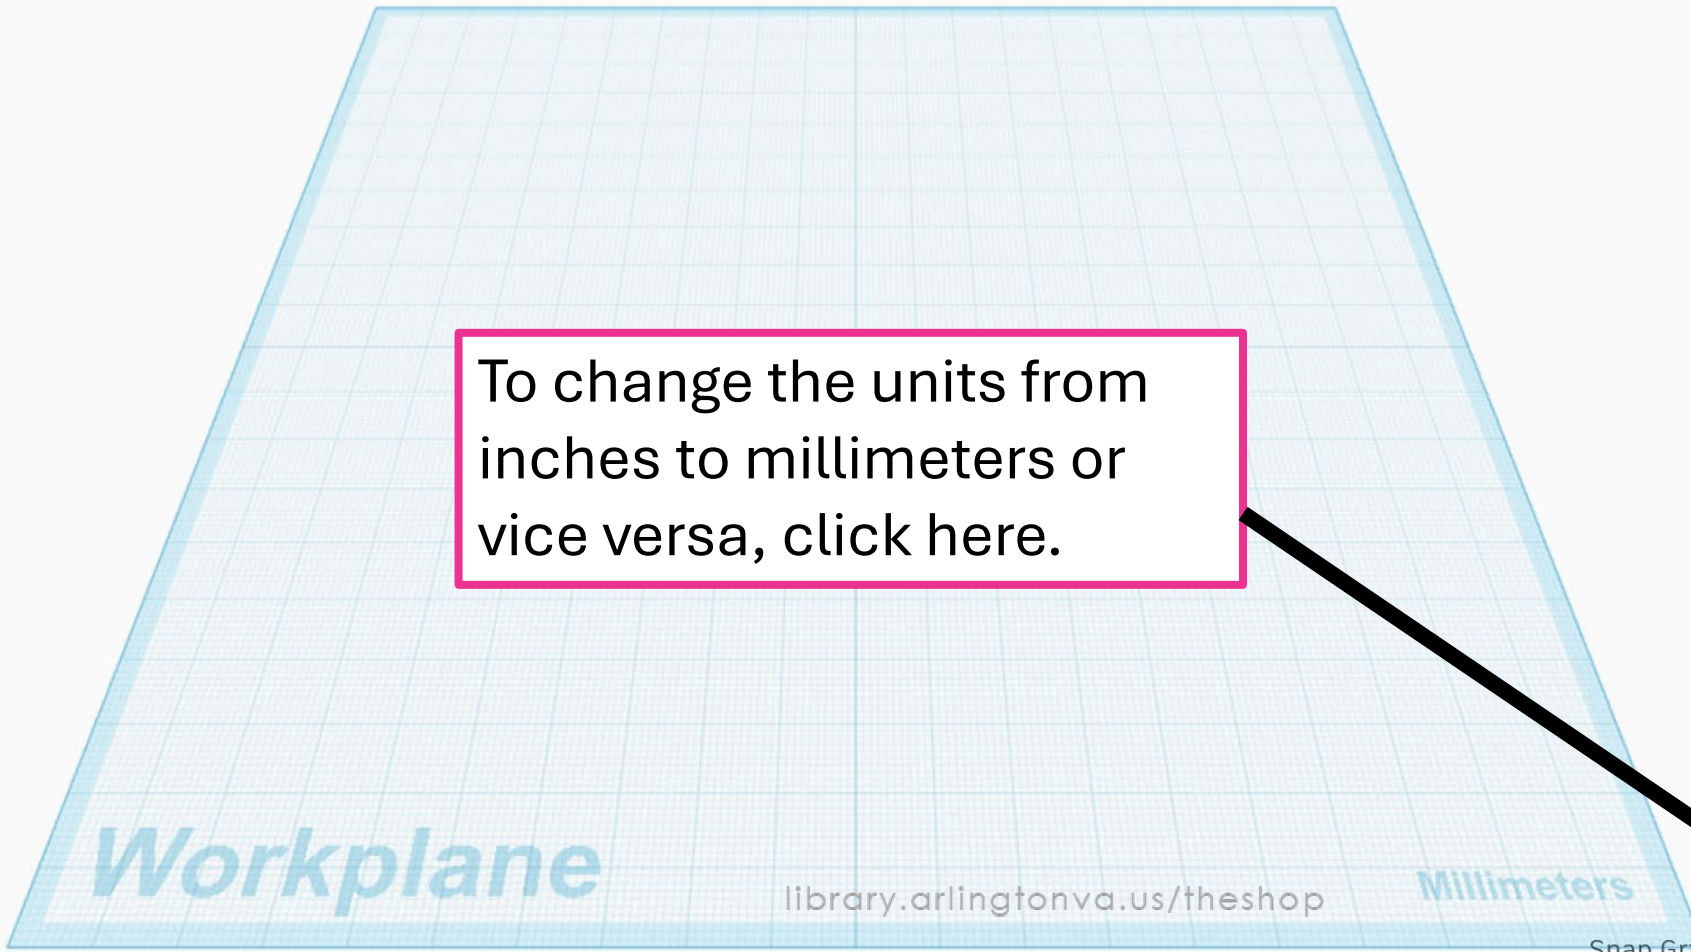 To change the units from
inches to millimeters or
vice versa, click here.
Workplane
library.arlingtonva.us/theshop
Millimeters
Snap